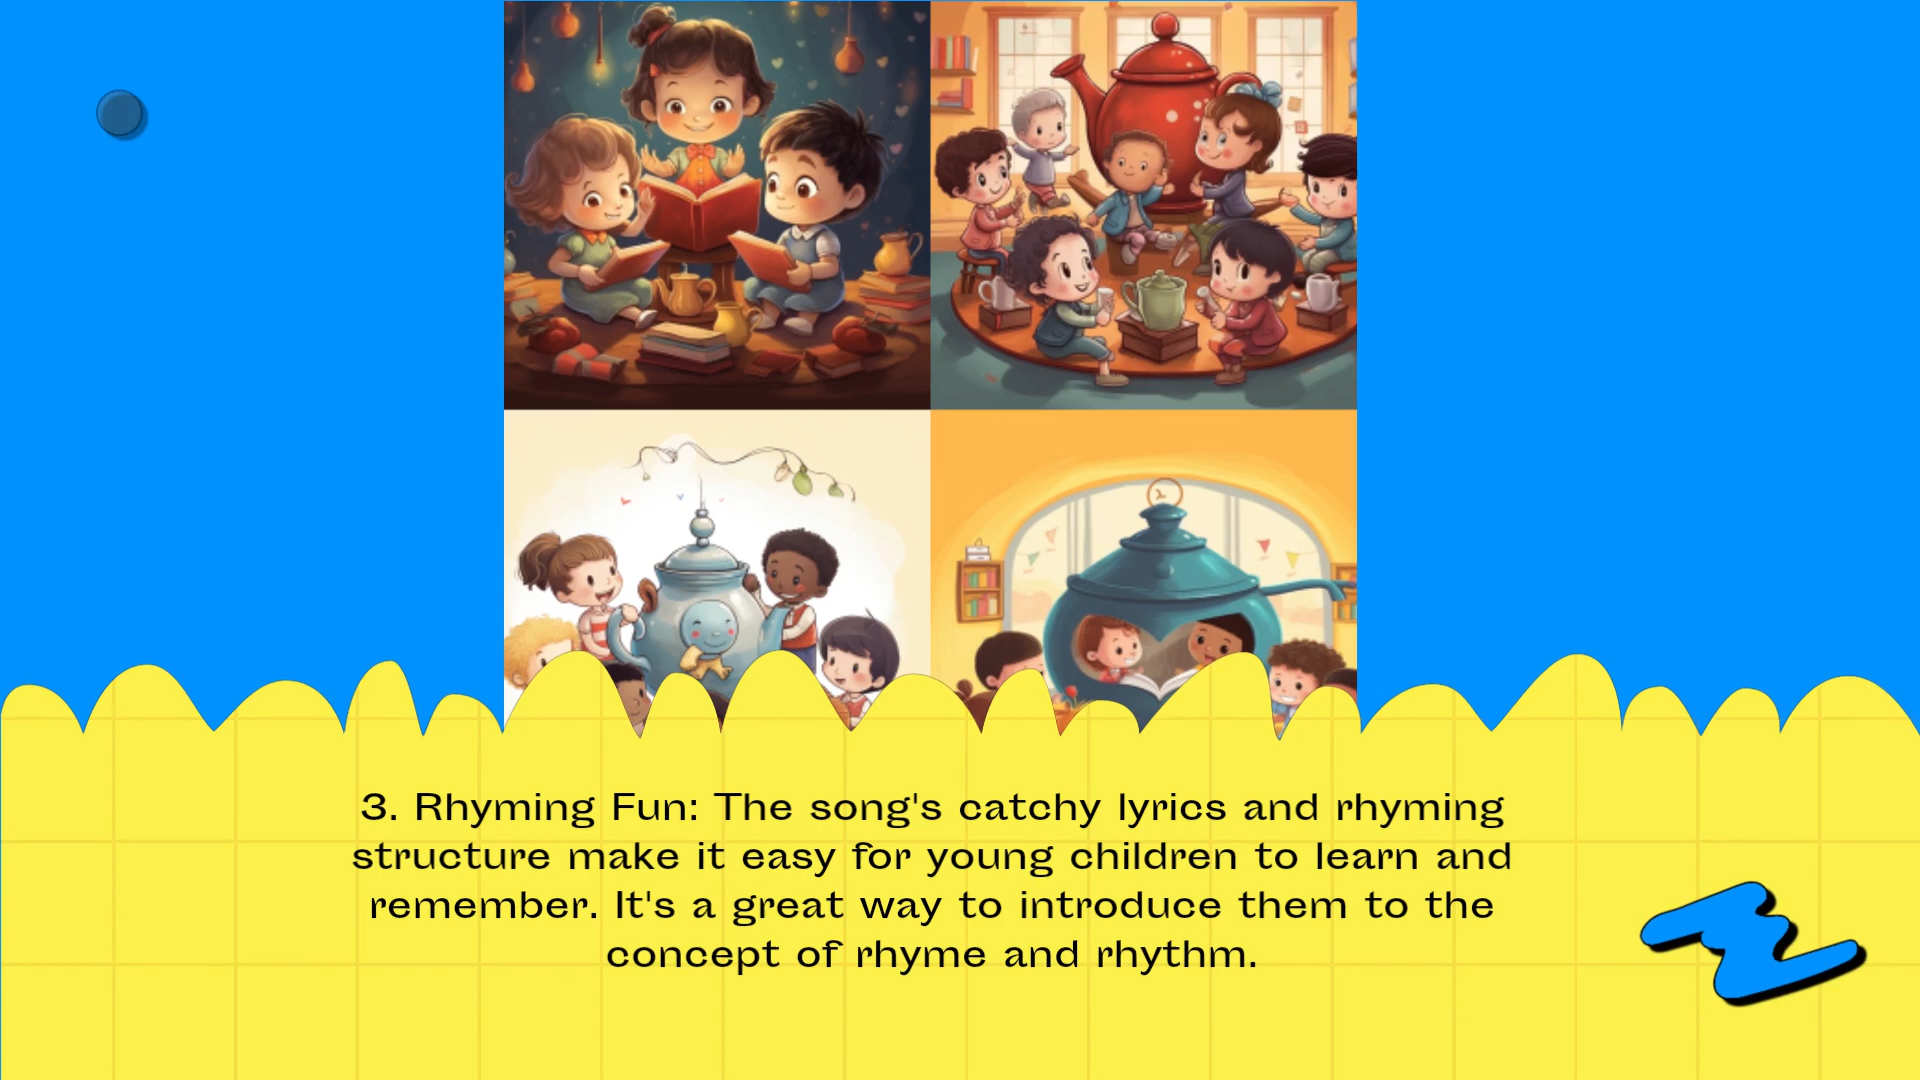 3. Rhyming Fun: The song's catchy lyrics and rhyming
structure make it easy for young children to learn and
remember. It's a great way to introduce them to the
concept of rhyme and rhythm.